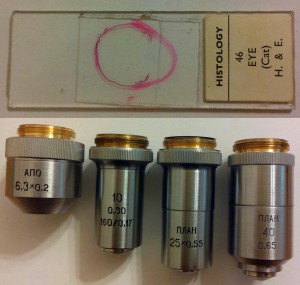 HISTOLOGY
46
EYE
(Cat)
H. & E.
АПО
6.3×0.2
10
0.30
160/0.17
ПЛАН
25×0.55
ПЛАН
40
0.65